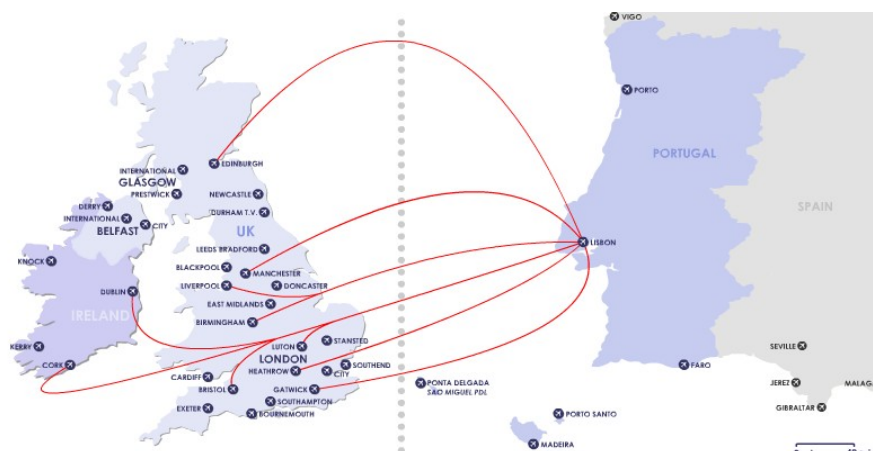 VIGO
PORTO
PORTUGAL
SPAIN
EDINBURGH
INTERNATIONAL
GLASGOW
PRESTWICK
NEWCASTLE
DERRY
DURHAM T.V.
INTERNATIONAL
CITY
BELFAST
UK
LISBON
LEEDS BRADFORD
KNOCK
BLACKPOOL
MANCHESTER
LIVERPOOL
DONCASTER
DUBLIN
EAST MIDLANDS
IRELAND
BIRMINGHAM
STANSTED
KERRY
LUTON
SEVILLE
LONDON
CORK
SOUTHEND
FARO
HEATHROW
CITY
CARDIFF
BRISTOL
GATWICK
PONTA DELGADA
SÃO MIGUEL PDL
JEREZ
MALAGA
SOUTHAMPTON
EXETER
BOURNEMOUTH
PORTO SANTO
GIBRALTAR
MADEIRA